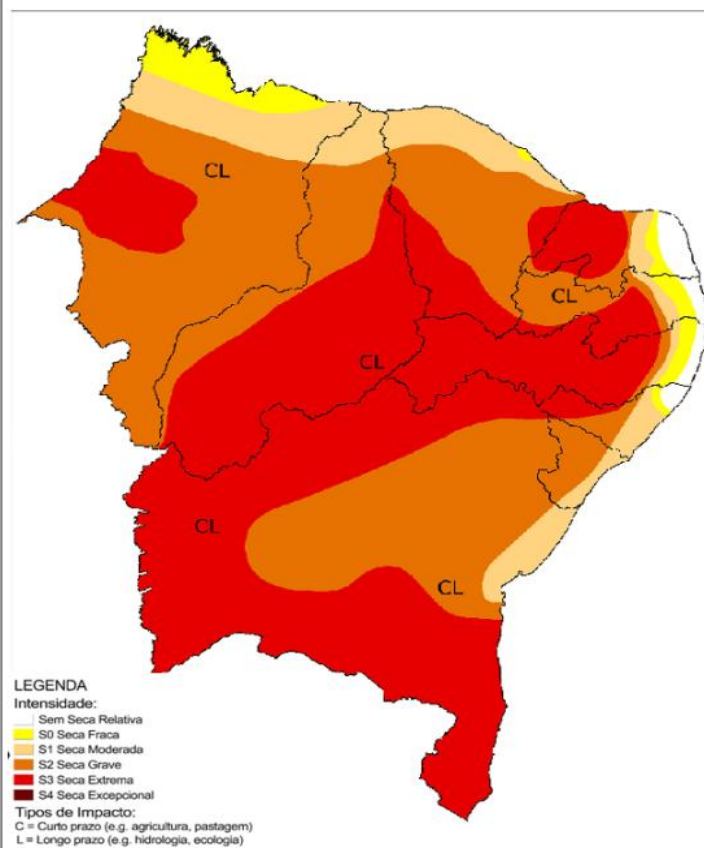 CL
CL
CL
CL
CL
LEGENDA
Intensidade:
Sem Seca Relativa
S0 Seca Fraca
S1 Seca Moderada
S2 Seca Grave
S3 Seca Extrema
S4 Seca Excepcional
Tipos de Impacto:
C = Curto prazo (e.g. agricultura, pastagem)
L = Longo prazo (e.g. hidrologia, ecologia)